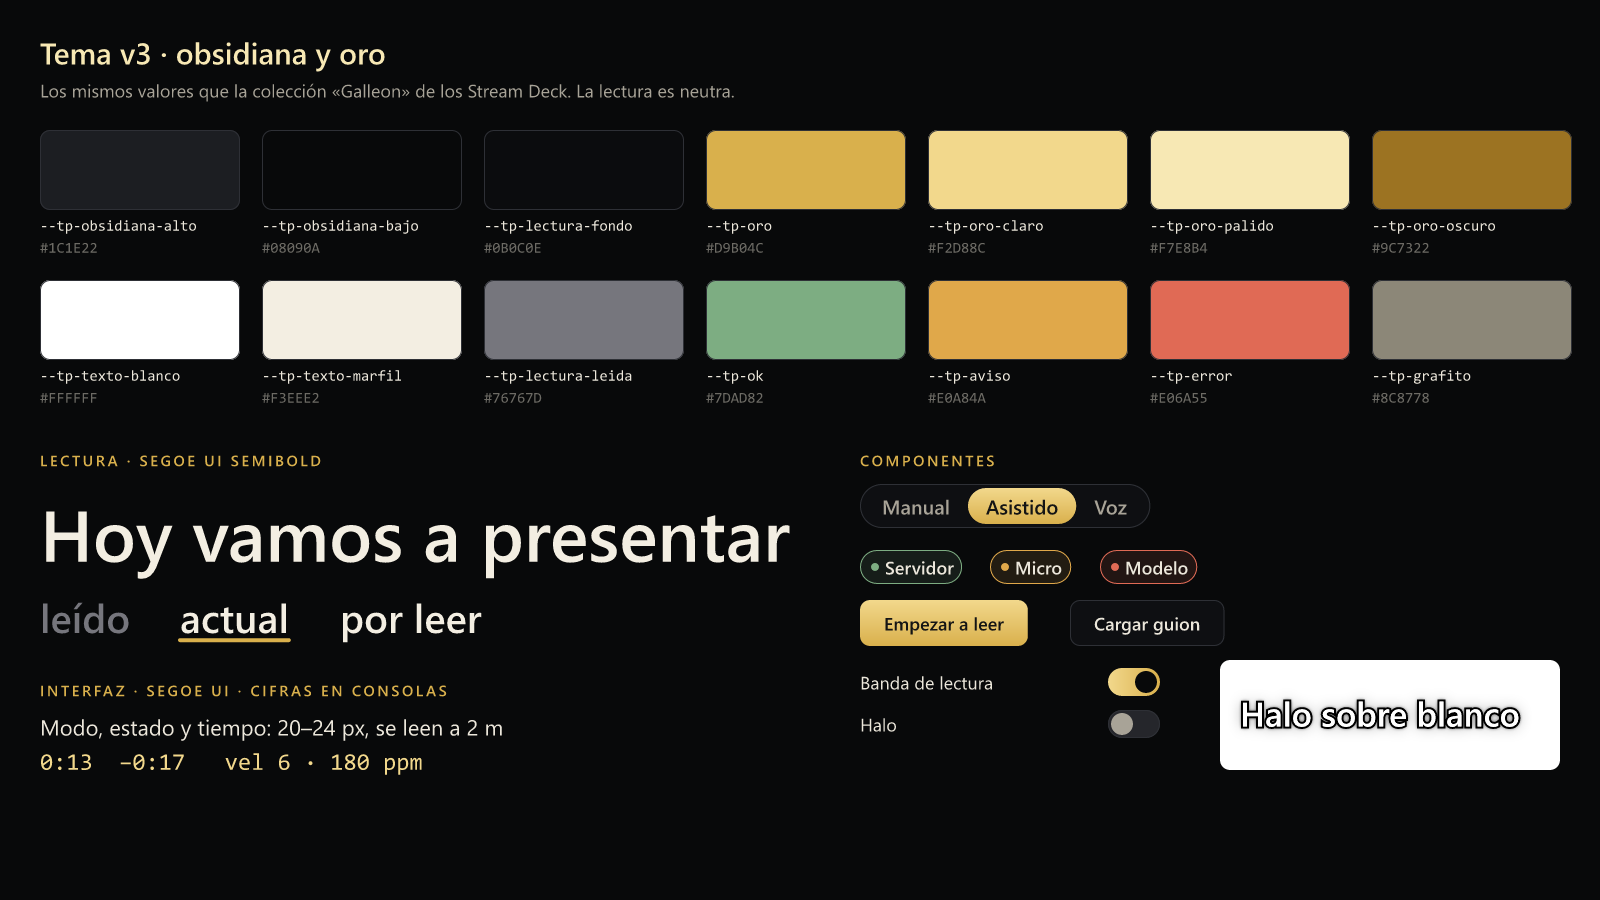 Tema v3 · obsidiana y oro
Los mismos valores que la colección «Galleon» de los Stream Deck. La lectura es neutra.
--tp-obsidiana-alto --tp-obsidiana-bajo --tp-lectura-fondo --tp-oro --tp-oro-claro --tp-oro-palido --tp-oro-oscuro
#1C1E22 #08090A #0B0C0E #D9B04C #F2D88C #F7E8B4 #9C7322
--tp-texto-blanco --tp-texto-marfil --tp-lectura-leida --tp-ok --tp-aviso --tp-error --tp-grafito
#FFFFFF #F3EEE2 #76767D #7DAD82 #E0A84A #E06A55 #8C8778
LECTURA · SEGOE UI SEMIBOLD
Hoy vamos a presentar
leído actual por leer
INTERFAZ · SEGOE UI · CIFRAS EN CONSOLAS
Modo, estado y tiempo: 20–24 px, se leen a 2 m
0:13 −0:17 vel 6 · 180 ppm
COMPONENTES
Manual Asistido Voz
Servidor Micro Modelo
Empezar a leer Cargar guion
Banda de lectura
Halo
Halo sobre blanco